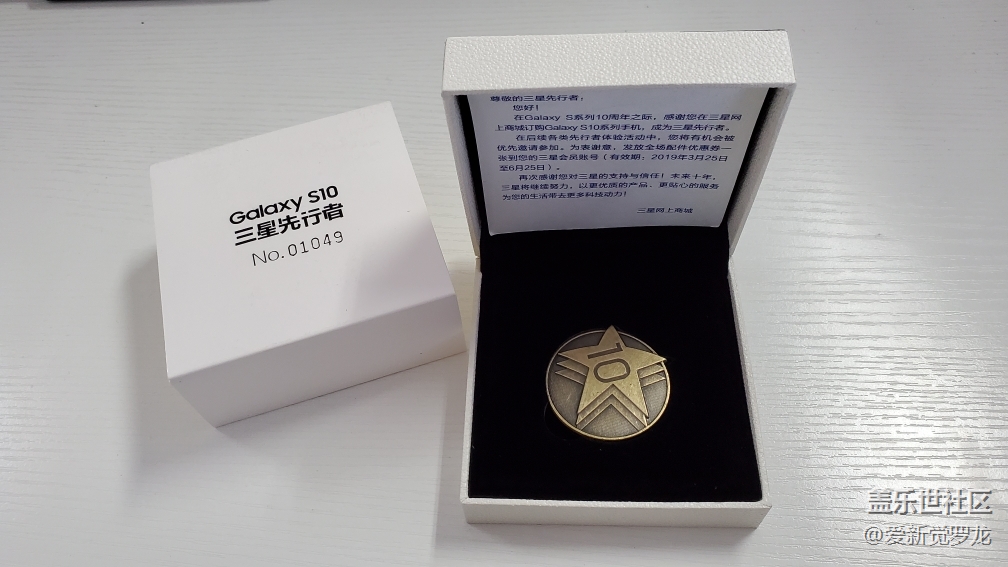 Galaxy S10
三星先行者
No.01049
尊敬的三星先行者：
您好！
在Galaxy S系列10周年之际，感谢您在三星网
上商城订购Galaxy S10系列手机，成为三星先行者。
在后续各类先行者体验活动中，您将有机会被
优先邀请参加。为表谢意，发放全场配件优惠券一
张到您的三星会员账号（有效期：2019年3月25日
至6月25日）。
再次感谢您对三星的支持与信任！未来十年，
三星将继续努力，以更优质的产品、更贴心的服务
为您的生活带去更多科技动力！
三星网上商城
10
盖乐世社区
@爱新觉罗龙